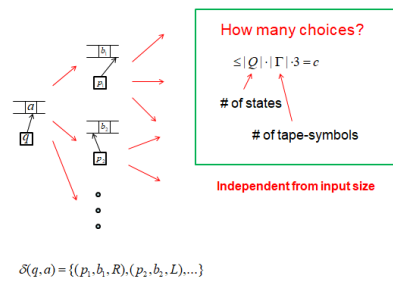 How many choices?
≤|Q|·|Γ|·3=c
# of states
# of tape-symbols
Independent from input size
b₁
p₁
a
q
b₂
p₂
δ(q,a)={(p₁,b₁,R),(p₂,b₂,L),...}